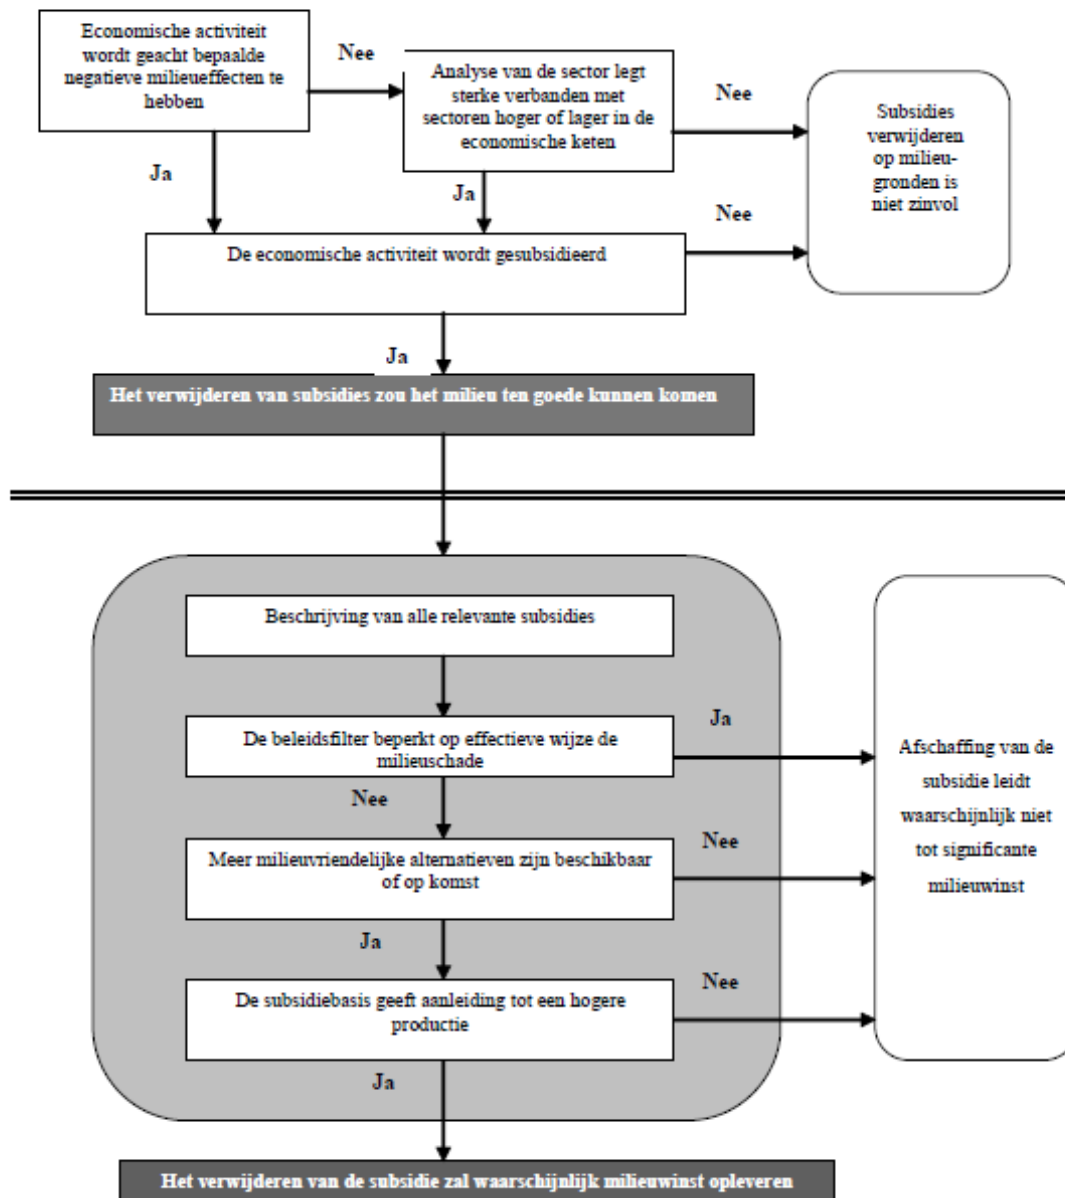 Economische activiteit
wordt geacht bepaalde
negatieve milieueffecten te
hebben
Nee
Analyse van de sector legt
sterke verbanden met
sectoren hoger of lager in de
economische keten
Nee
Subsidies
verwijderen
op milieu-
gronden is
niet zinvol
Ja
Ja
Nee
De economische activiteit wordt gesubsidieerd
Ja
Het verwijderen van subsidies zou het milieu ten goede kunnen komen
Beschrijving van alle relevante subsidies
De beleidsfilter beperkt op effectieve wijze de
milieuschade
Ja
Nee
Meer milieuvriendelijke alternatieven zijn beschikbaar
of op komst
Nee
Ja
De subsidiebasis geeft aanleiding tot een hogere
productie
Nee
Ja
Afschaffing van de
subsidie leidt
waarschijnlijk niet
tot significante
milieuwinst
Het verwijderen van de subsidie zal waarschijnlijk milieuwinst opleveren